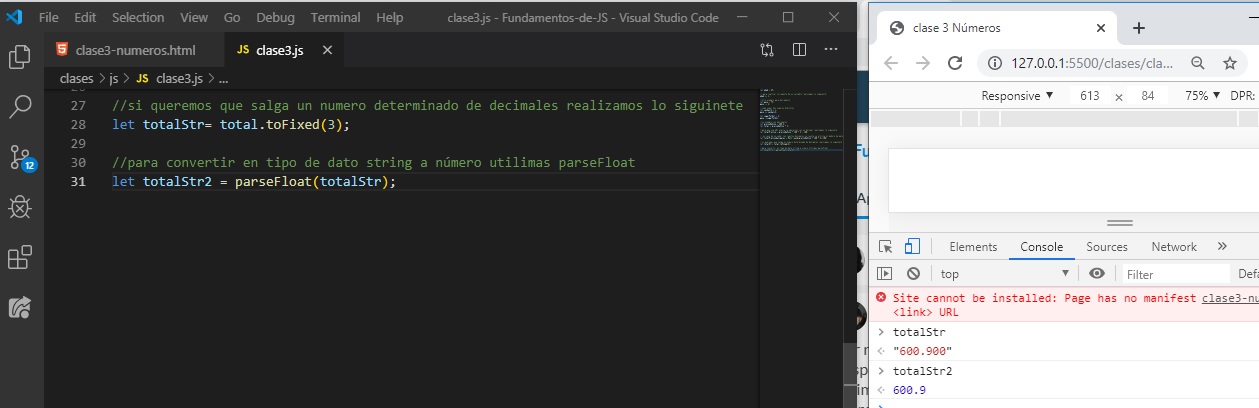 File Edit Selection View Go Debug Terminal Help clase3.js - Fundamentos-de-JS - Visual Studio Code
clase3-numeros.html JS clase3.js
clases > js > JS clase3.js > ...
27 //si queremos que salga un numero determinado de decimales realizamos lo siguinete
28 let totalStr= total.toFixed(3);
29
30 //para convertir en tipo de dato string a número utilimas parseFloat
31 let totalStr2 = parseFloat(totalStr);
12
clase 3 Números
127.0.0.1:5500/clases/cla...
Responsive 613 x 84 75% DPR:
Elements Console Sources Network
top Filter Defa
Site cannot be installed: Page has no manifest clase3-nu
<link> URL
totalStr
"600.900"
totalStr2
600.9